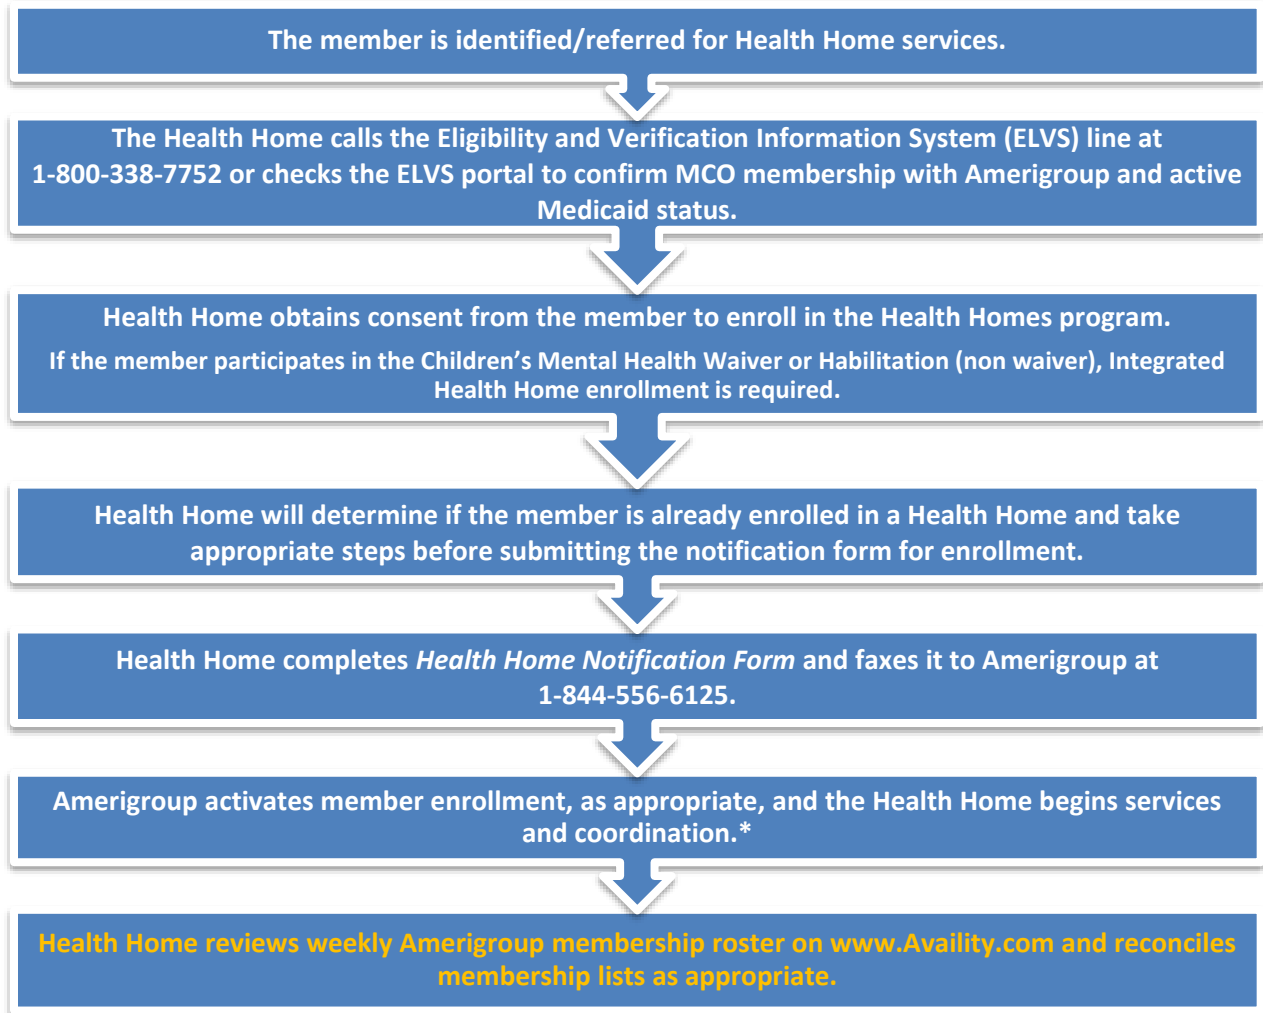 The member is identified/referred for Health Home services.
The Health Home calls the Eligibility and Verification Information System (ELVS) line at
1-800-338-7752 or checks the ELVS portal to confirm MCO membership with Amerigroup and active
Medicaid status.
Health Home obtains consent from the member to enroll in the Health Homes program.
If the member participates in the Children’s Mental Health Waiver or Habilitation (non waiver), Integrated
Health Home enrollment is required.
Health Home will determine if the member is already enrolled in a Health Home and take
appropriate steps before submitting the notification form for enrollment.
Health Home completes Health Home Notification Form and faxes it to Amerigroup at
1-844-556-6125.
Amerigroup activates member enrollment, as appropriate, and the Health Home begins services
and coordination.*
Health Home reviews weekly Amerigroup membership roster on www.Availity.com and reconciles
membership lists as appropriate.